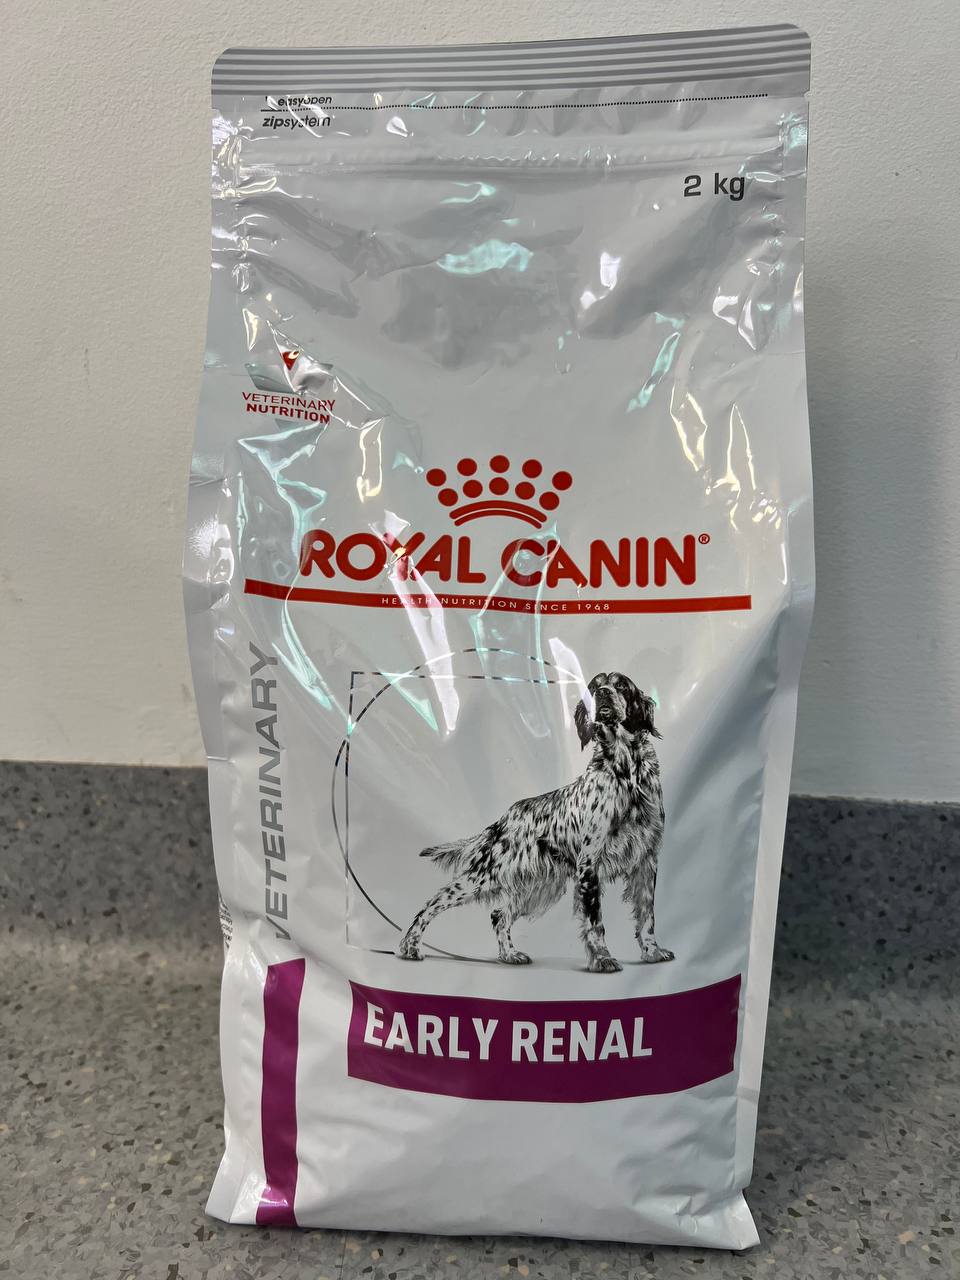 easyopen
zipsystem
2 kg
VETERINARY
NUTRITION
ROYAL CANIN®
HEALTH NUTRITION SINCE 1968
VETERINARY
EARLY RENAL